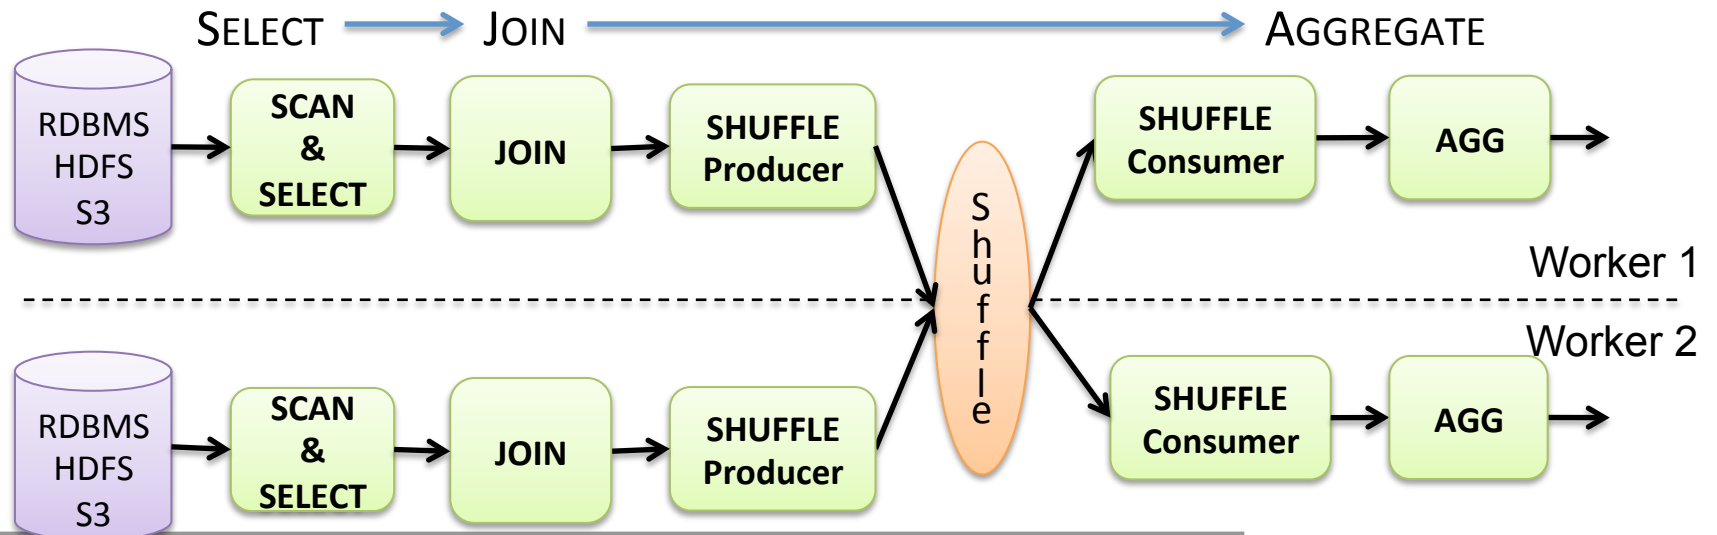 SELECT JOIN AGGREGATE
RDBMS
HDFS
S3
SCAN
&
SELECT
JOIN
SHUFFLE
Producer
Shuffle
SHUFFLE
Consumer
AGG
Worker 1
Worker 2
RDBMS
HDFS
S3
SCAN
&
SELECT
JOIN
SHUFFLE
Producer
SHUFFLE
Consumer
AGG